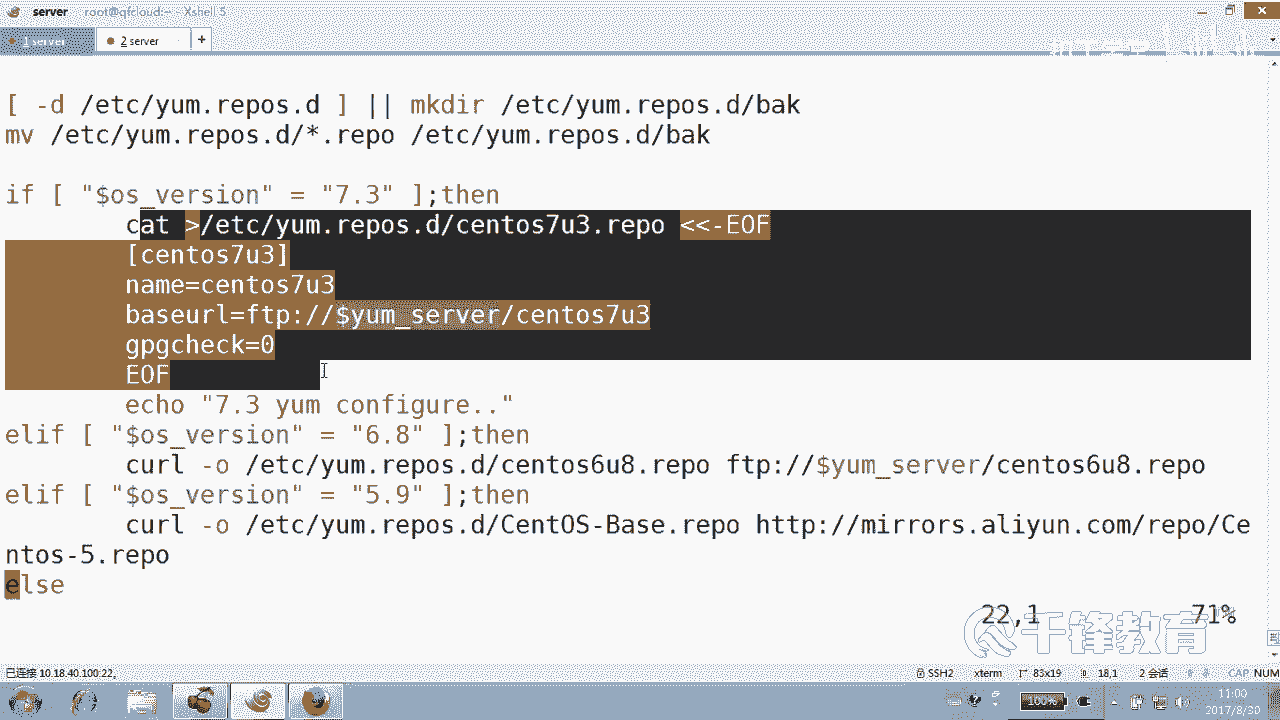 server root@qfcloud:~ - Xshell 5
1 server
2 server
+
[ -d /etc/yum.repos.d ] || mkdir /etc/yum.repos.d/bak
mv /etc/yum.repos.d/*.repo /etc/yum.repos.d/bak
if [ "$os_version" = "7.3" ];then
cat >/etc/yum.repos.d/centos7u3.repo <<-EOF
[centos7u3]
name=centos7u3
baseurl=ftp://$yum_server/centos7u3
gpgcheck=0
EOF
echo "7.3 yum configure.."
elif [ "$os_version" = "6.8" ];then
curl -o /etc/yum.repos.d/centos6u8.repo ftp://$yum_server/centos6u8.repo
elif [ "$os_version" = "5.9" ];then
curl -o /etc/yum.repos.d/CentOS-Base.repo http://mirrors.aliyun.com/repo/Ce
ntos-5.repo
else
22,1 71%
千锋教育
已连接 10.18.40.100:22。
SSH2 xterm 83x19 18,1 2 会话 CAP NUM
100%
11:00
2017/8/30